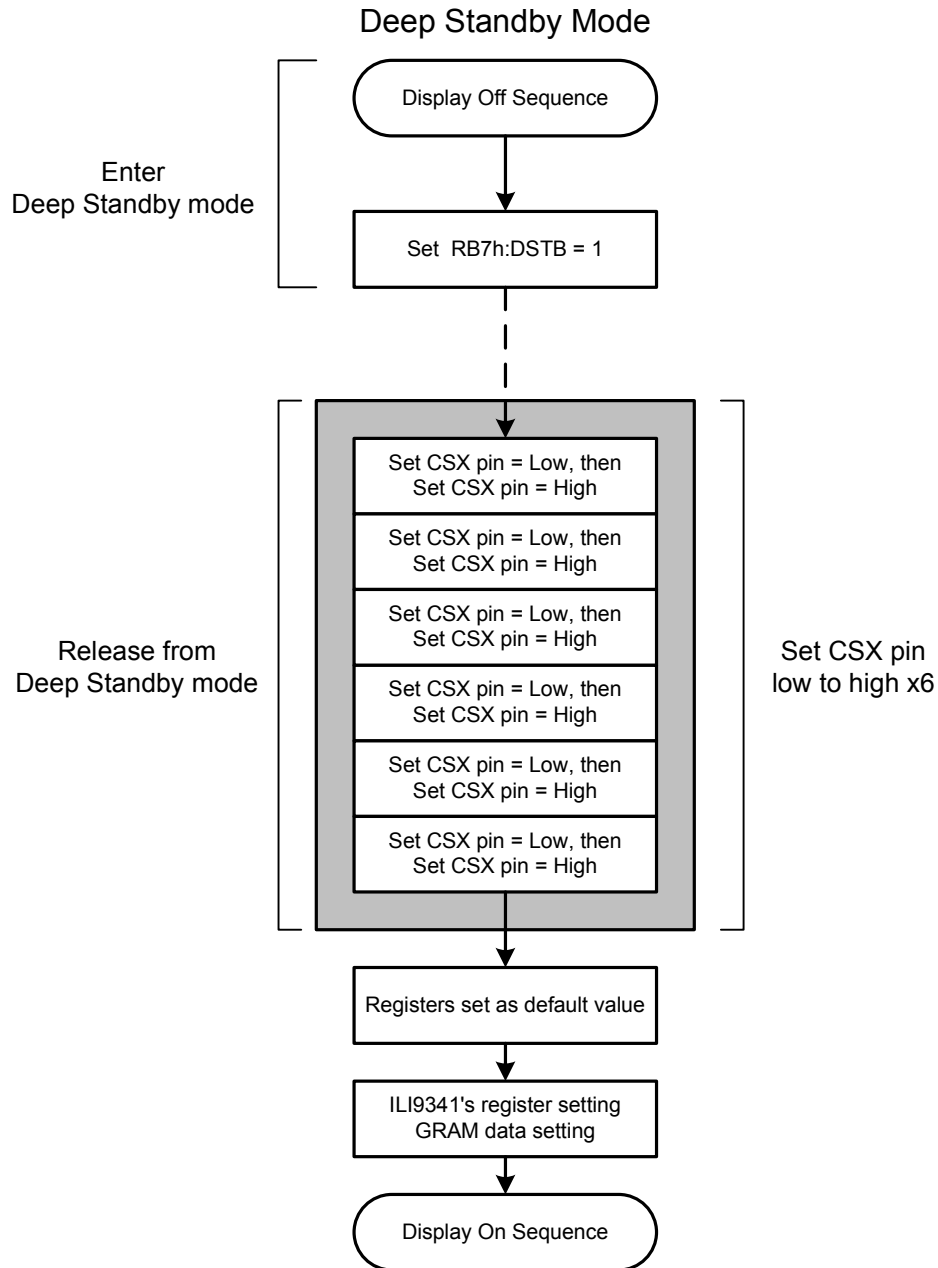 Deep Standby Mode
Display Off Sequence
Enter
Deep Standby mode
Set RB7h:DSTB = 1
Set CSX pin = Low, then
Set CSX pin = High
Set CSX pin = Low, then
Set CSX pin = High
Set CSX pin = Low, then
Set CSX pin = High
Release from
Deep Standby mode
Set CSX pin
low to high x6
Set CSX pin = Low, then
Set CSX pin = High
Set CSX pin = Low, then
Set CSX pin = High
Set CSX pin = Low, then
Set CSX pin = High
Registers set as default value
ILI9341's register setting
GRAM data setting
Display On Sequence